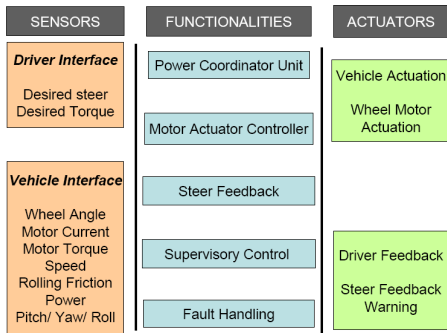 SENSORS
Driver Interface
Desired steer
Desired Torque
Vehicle Interface
Wheel Angle
Motor Current
Motor Torque
Speed
Rolling Friction
Power
Pitch/ Yaw/ Roll
FUNCTIONALITIES
Power Coordinator Unit
Motor Actuator Controller
Steer Feedback
Supervisory Control
Fault Handling
ACTUATORS
Vehicle Actuation
Wheel Motor
Actuation
Driver Feedback
Steer Feedback
Warning